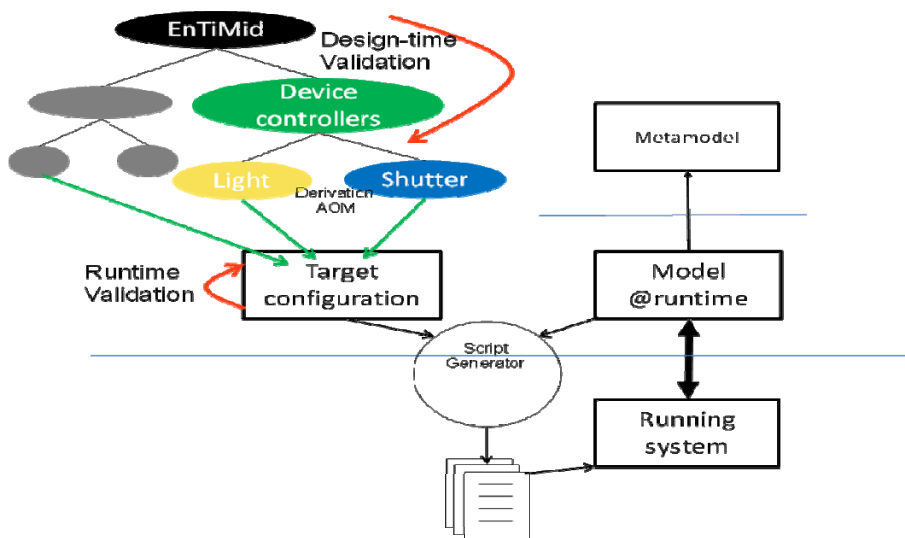 EnTiMid
Design-time
Validation
Device
controllers
Metamodel
Light
Shutter
Derivation
AOM
Runtime
Validation
Target
configuration
Model
@runtime
Script
Generator
Running
system